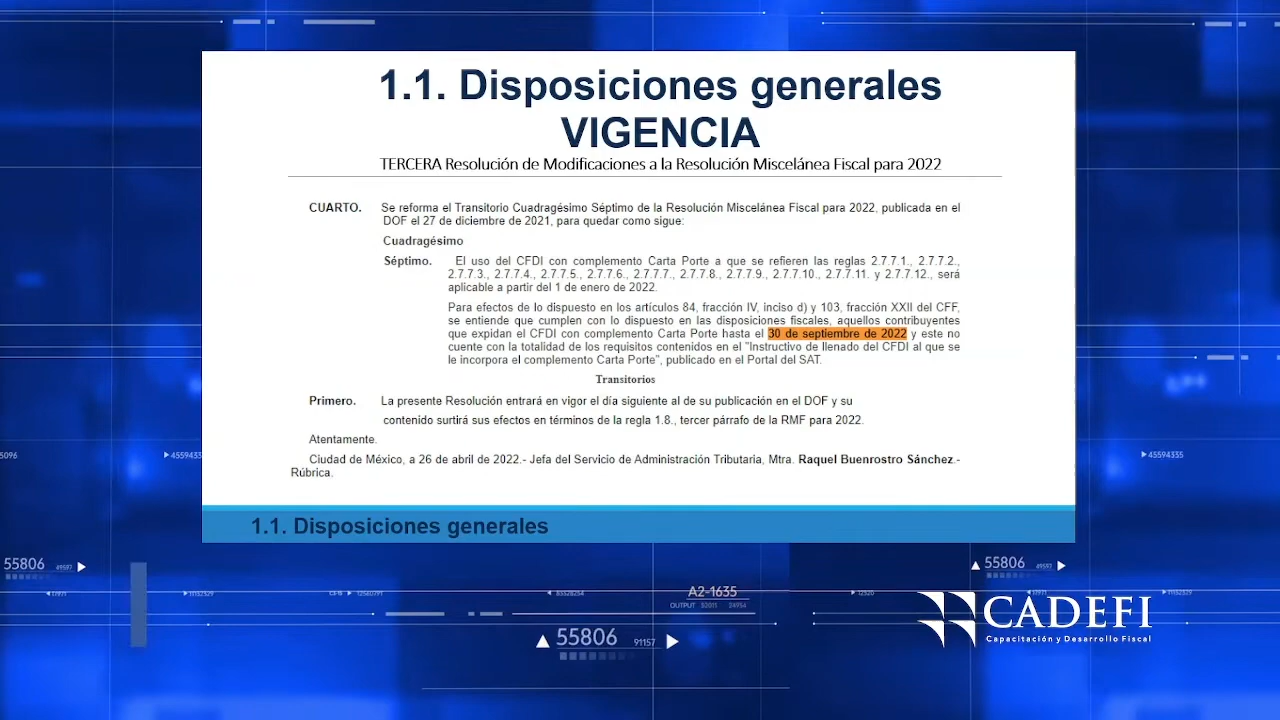 1.1. Disposiciones generales
VIGENCIA
TERCERA Resolución de Modificaciones a la Resolución Miscelánea Fiscal para 2022
CUARTO. Se reforma el Transitorio Cuadragésimo Séptimo de la Resolución Miscelánea Fiscal para 2022, publicada en el
DOF el 27 de diciembre de 2021, para quedar como sigue:
Cuadragésimo
Séptimo. El uso del CFDI con complemento Carta Porte a que se refieren las reglas 2.7.7.1., 2.7.7.2.,
2.7.7.3., 2.7.7.4., 2.7.7.5., 2.7.7.6., 2.7.7.7., 2.7.7.8., 2.7.7.9., 2.7.7.10., 2.7.7.11. y 2.7.7.12., será
aplicable a partir del 1 de enero de 2022.
Para efectos de lo dispuesto en los artículos 84, fracción IV, inciso d) y 103, fracción XXII del CFF,
se entiende que cumplen con lo dispuesto en las disposiciones fiscales, aquellos contribuyentes
que expidan el CFDI con complemento Carta Porte hasta el 30 de septiembre de 2022 y este no
cuente con la totalidad de los requisitos contenidos en el "Instructivo de llenado del CFDI al que se
le incorpora el complemento Carta Porte", publicado en el Portal del SAT.
Transitorios
Primero. La presente Resolución entrará en vigor el día siguiente al de su publicación en el DOF y su
contenido surtirá sus efectos en términos de la regla 1.8., tercer párrafo de la RMF para 2022.
Atentamente.
Ciudad de México, a 26 de abril de 2022.- Jefa del Servicio de Administración Tributaria, Mtra. Raquel Buenrostro Sánchez.-
Rúbrica.
1.1. Disposiciones generales
5096
45594335
55806
55806
A2-1635
OUTPUT
55806 91157
CADEFI
Capacitación y Desarrollo Fiscal